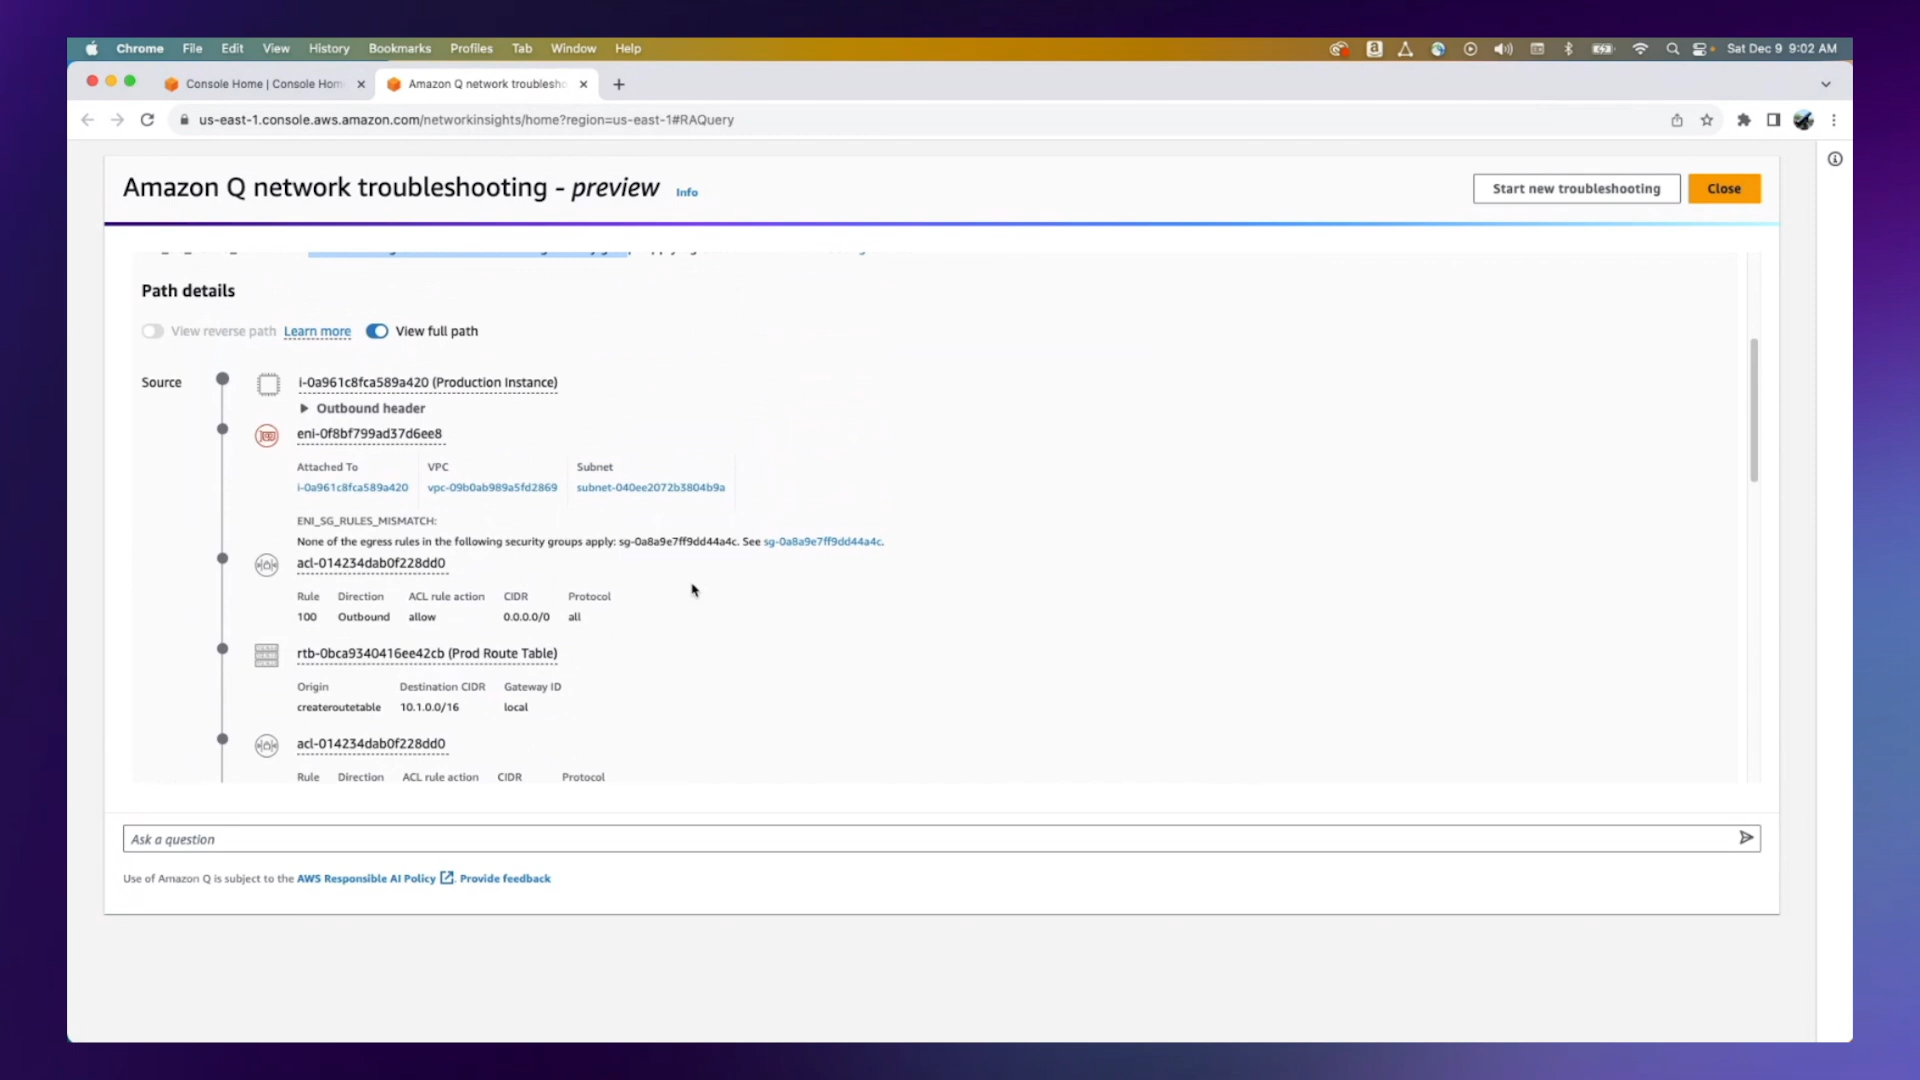 Chrome File Edit View History Bookmarks Profiles Tab Window Help Sat Dec 9 9:02 AM
Console Home | Console Hom
Amazon Q network troublesho
us-east-1.console.aws.amazon.com/networkinsights/home?region=us-east-1#RAQuery
Amazon Q network troubleshooting - preview Info
Start new troubleshooting Close
Path details
View reverse path Learn more View full path
Source i-0a961c8fca589a420 (Production Instance)
Outbound header
eni-0f8bf799ad37d6ee8
Attached To VPC Subnet
i-0a961c8fca589a420 vpc-09b0ab989a5fd2869 subnet-040ee2072b3804b9a
ENI_SG_RULES_MISMATCH:
None of the egress rules in the following security groups apply: sg-0a8a9e7ff9dd44a4c. See sg-0a8a9e7ff9dd44a4c.
acl-014234dab0f228dd0
Rule Direction ACL rule action CIDR Protocol
100 Outbound allow 0.0.0.0/0 all
rtb-0bca9340416ee42cb (Prod Route Table)
Origin Destination CIDR Gateway ID
createroutetable 10.1.0.0/16 local
acl-014234dab0f228dd0
Rule Direction ACL rule action CIDR Protocol
Ask a question
Use of Amazon Q is subject to the AWS Responsible AI Policy. Provide feedback